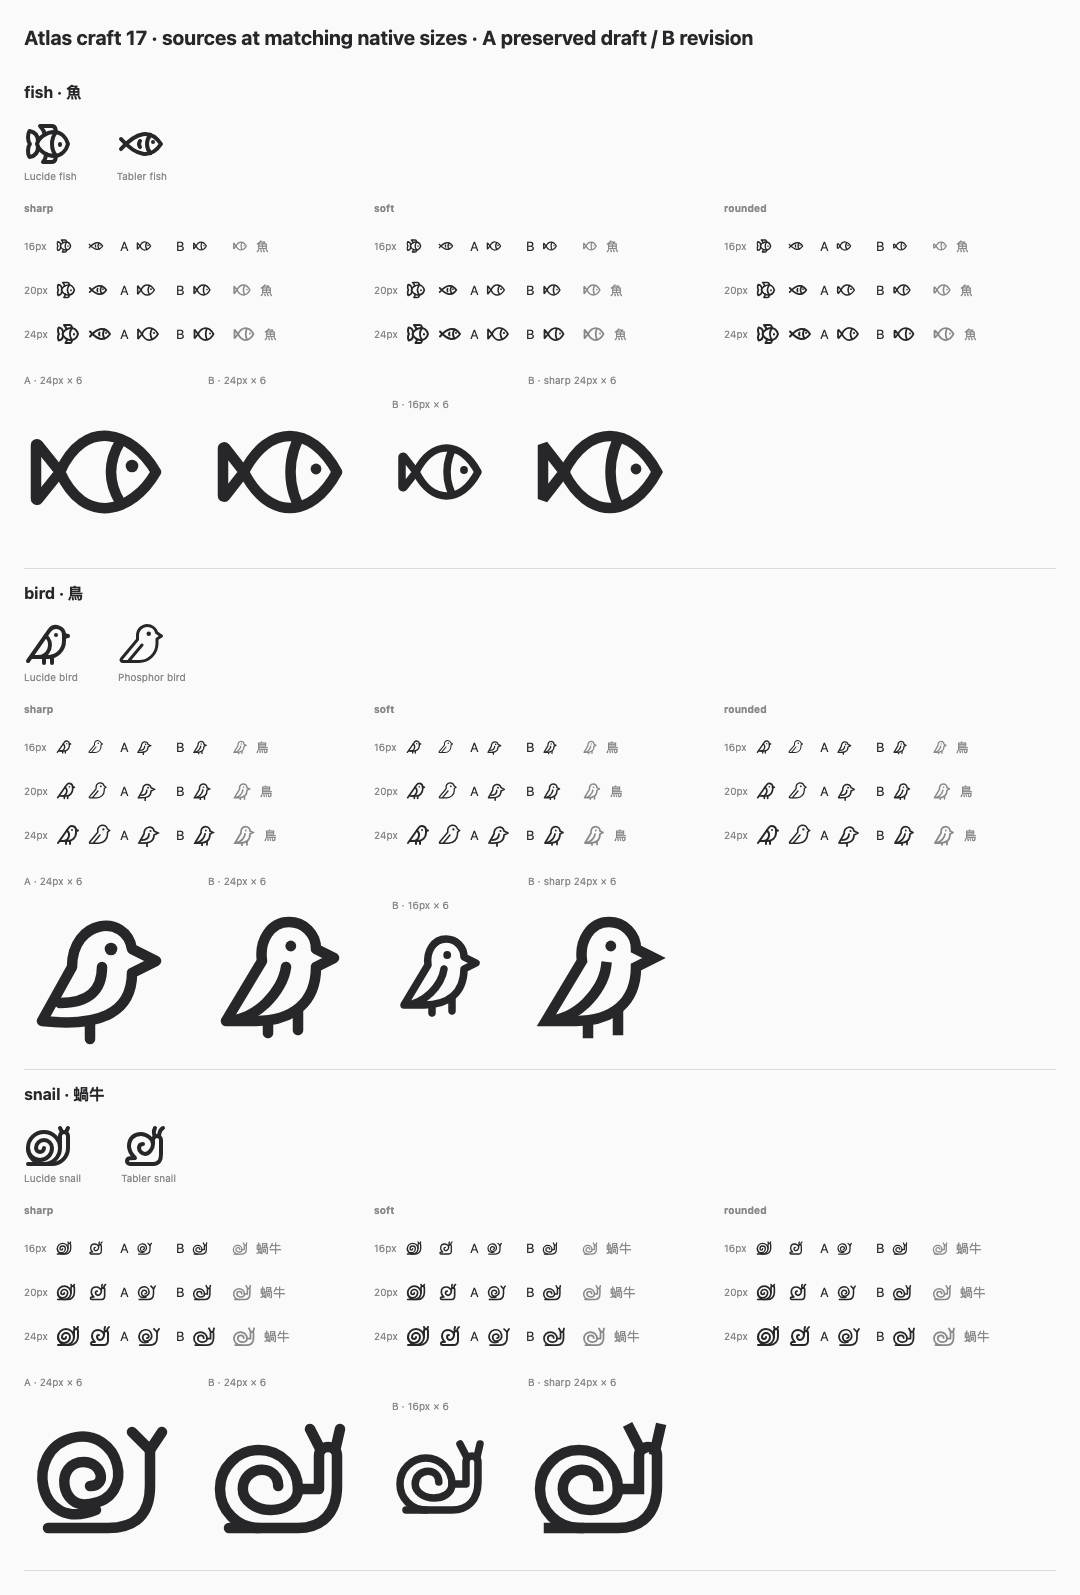 Atlas craft 17 · sources at matching native sizes · A preserved draft / B revision
fish · 魚
Lucide fish Tabler fish
sharp soft rounded
16px A B 魚 16px A B 魚 16px A B 魚
20px A B 魚 20px A B 魚 20px A B 魚
24px A B 魚 24px A B 魚 24px A B 魚
A · 24px × 6 B · 24px × 6 B · sharp 24px × 6
B · 16px × 6
bird · 鳥
Lucide bird Phosphor bird
sharp soft rounded
16px A B 鳥 16px A B 鳥 16px A B 鳥
20px A B 鳥 20px A B 鳥 20px A B 鳥
24px A B 鳥 24px A B 鳥 24px A B 鳥
A · 24px × 6 B · 24px × 6 B · sharp 24px × 6
B · 16px × 6
snail · 蝸牛
Lucide snail Tabler snail
sharp soft rounded
16px A B 蝸牛 16px A B 蝸牛 16px A B 蝸牛
20px A B 蝸牛 20px A B 蝸牛 20px A B 蝸牛
24px A B 蝸牛 24px A B 蝸牛 24px A B 蝸牛
A · 24px × 6 B · 24px × 6 B · sharp 24px × 6
B · 16px × 6